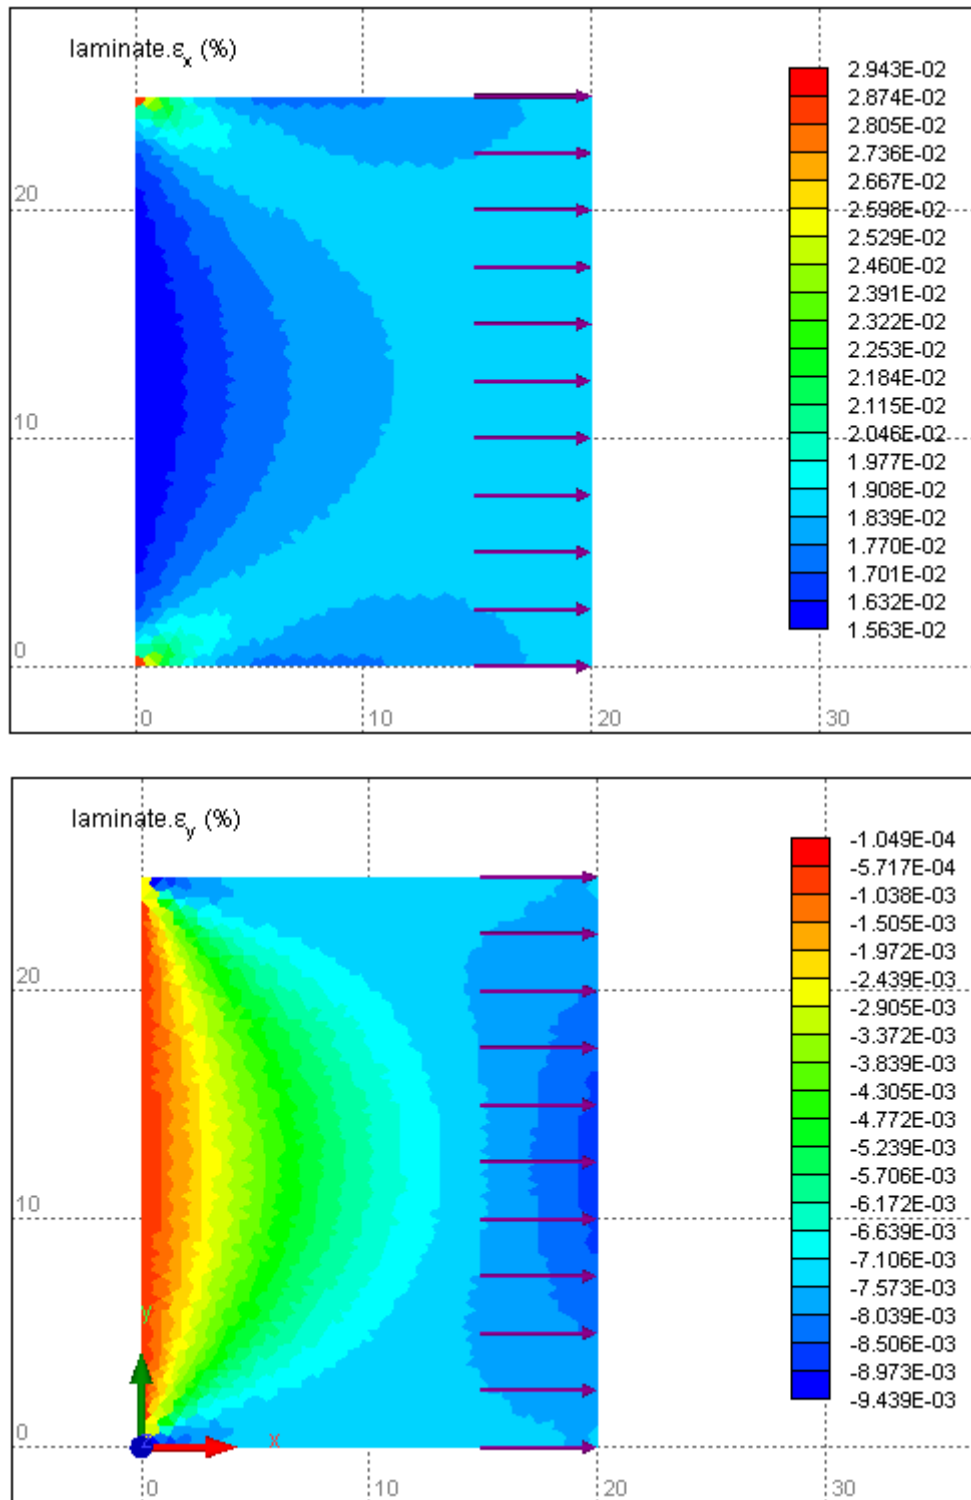 laminate.εx (%)
2.943E-02
2.874E-02
2.805E-02
2.736E-02
2.667E-02
2.598E-02
2.529E-02
2.460E-02
2.391E-02
2.322E-02
2.253E-02
2.184E-02
2.115E-02
2.046E-02
1.977E-02
1.908E-02
1.839E-02
1.770E-02
1.701E-02
1.632E-02
1.563E-02
20
10
0
0 10 20 30
laminate.εy (%)
-1.049E-04
-5.717E-04
-1.038E-03
-1.505E-03
-1.972E-03
-2.439E-03
-2.905E-03
-3.372E-03
-3.839E-03
-4.305E-03
-4.772E-03
-5.239E-03
-5.706E-03
-6.172E-03
-6.639E-03
-7.106E-03
-7.573E-03
-8.039E-03
-8.506E-03
-8.973E-03
-9.439E-03
20
10
y
0
z x
0 10 20 30